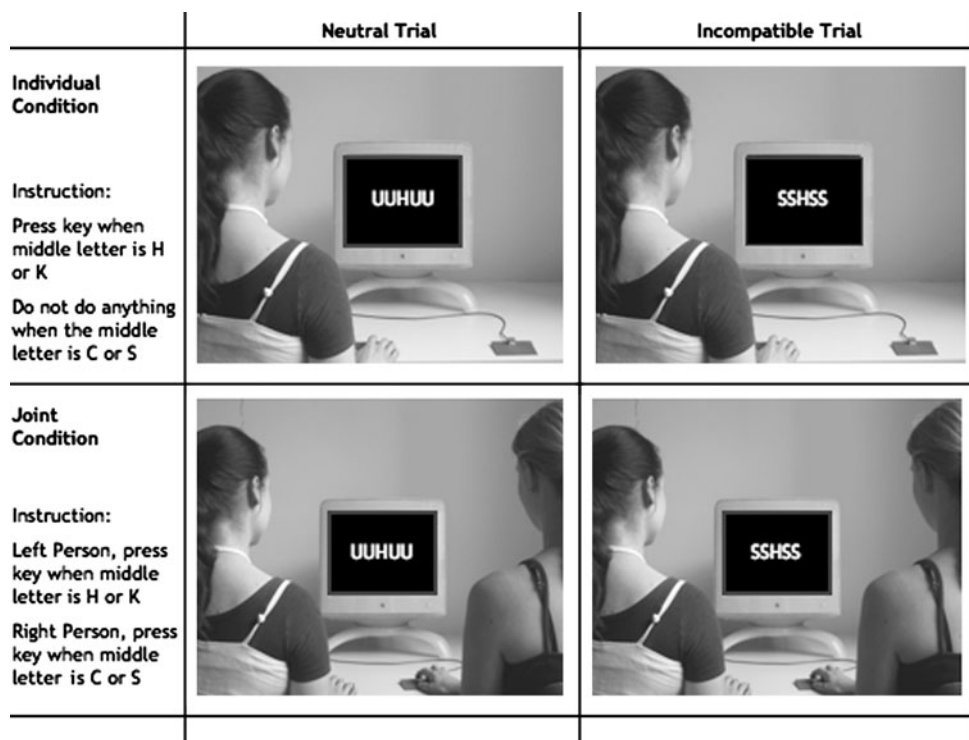 Neutral Trial
Incompatible Trial
Individual
Condition
Instruction:
Press key when
middle letter is H
or K
Do not do anything
when the middle
letter is C or S
UUHUU
SSHSS
Joint
Condition
Instruction:
Left Person, press
key when middle
letter is H or K
Right Person, press
key when middle
letter is C or S
UUHUU
SSHSS